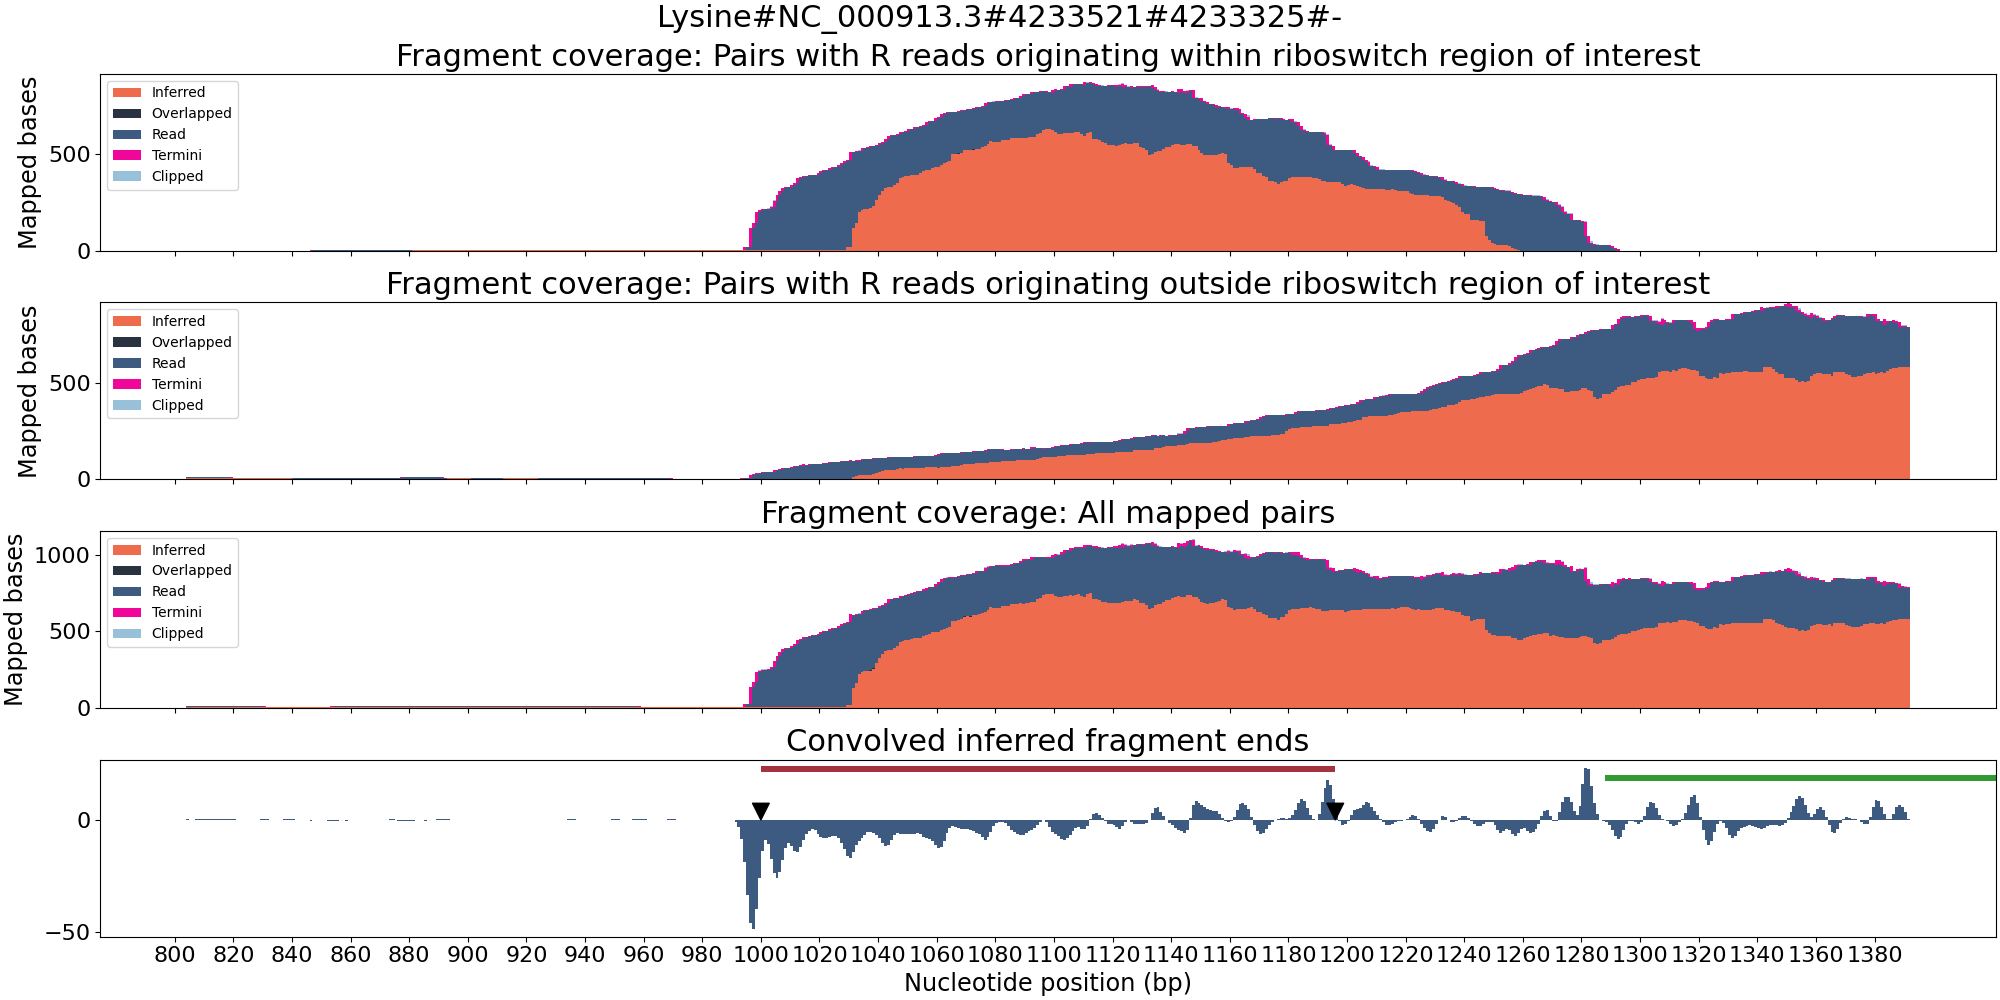 Lysine#NC_000913.3#4233521#4233325#-
Fragment coverage: Pairs with R reads originating within riboswitch region of interest
Mapped bases
500
0
Inferred
Overlapped
Read
Termini
Clipped
Fragment coverage: Pairs with R reads originating outside riboswitch region of interest
Mapped bases
500
0
Inferred
Overlapped
Read
Termini
Clipped
Fragment coverage: All mapped pairs
Mapped bases
1000
500
0
Inferred
Overlapped
Read
Termini
Clipped
Convolved inferred fragment ends
0
−50
800 820 840 860 880 900 920 940 960 980 1000 1020 1040 1060 1080 1100 1120 1140 1160 1180 1200 1220 1240 1260 1280 1300 1320 1340 1360 1380
Nucleotide position (bp)